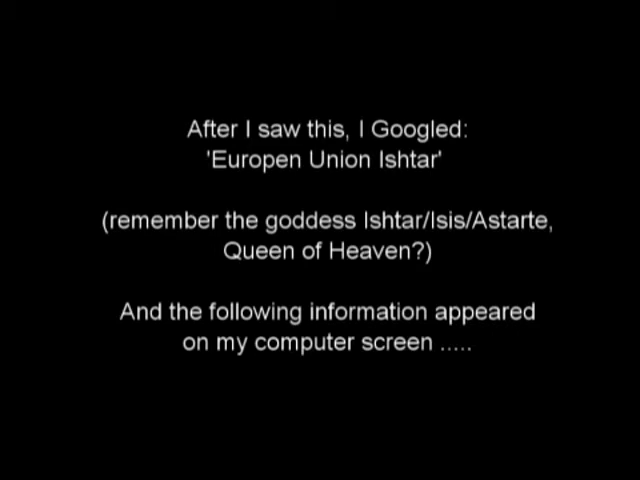 After I saw this, I Googled:
'Europen Union Ishtar'
(remember the goddess Ishtar/Isis/Astarte,
Queen of Heaven?)
And the following information appeared
on my computer screen .....